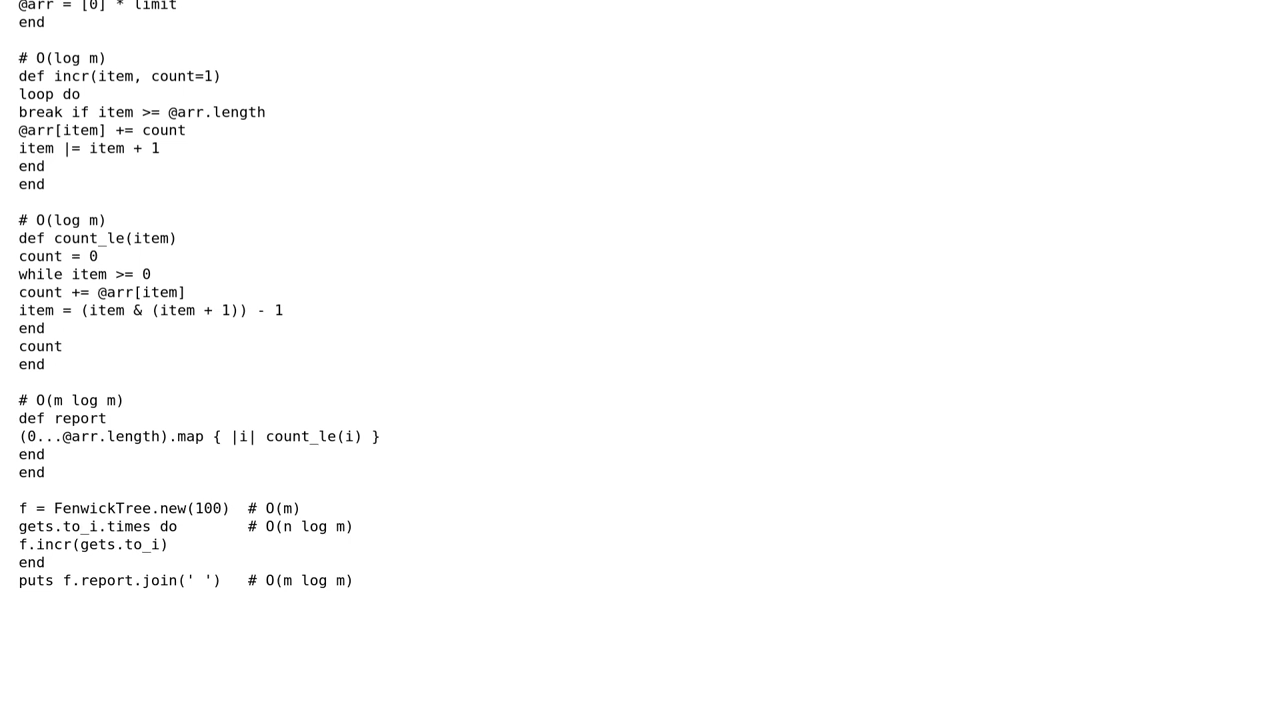 @arr = [0] * limit
end

# O(log m)
def incr(item, count=1)
loop do
break if item >= @arr.length
@arr[item] += count
item |= item + 1
end
end

# O(log m)
def count_le(item)
count = 0
while item >= 0
count += @arr[item]
item = (item & (item + 1)) - 1
end
count
end

# O(m log m)
def report
(0...@arr.length).map { |i| count_le(i) }
end
end

f = FenwickTree.new(100)  # O(m)
gets.to_i.times do        # O(n log m)
f.incr(gets.to_i)
end
puts f.report.join(' ')   # O(m log m)